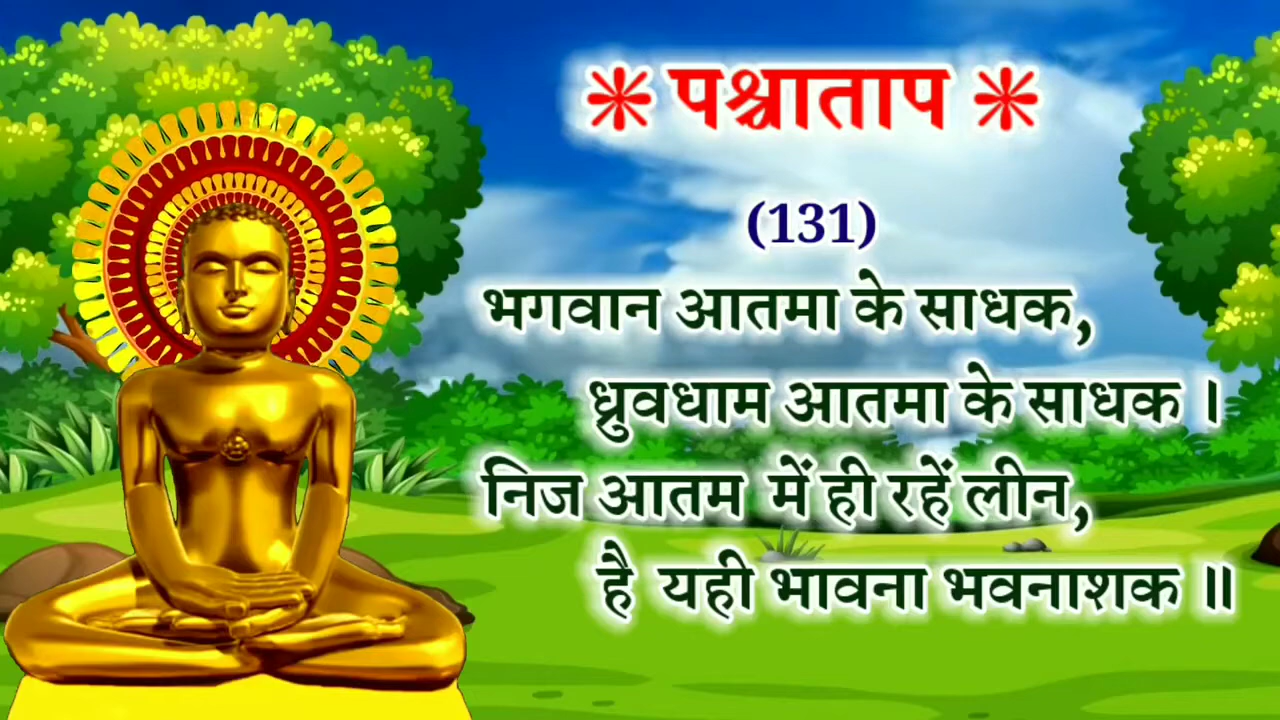 ❋ पश्चाताप ❋
(131)
भगवान आतमा के साधक,
ध्रुवधाम आतमा के साधक ।
निज आतम में ही रहें लीन,
है यही भावना भवनाशक ॥